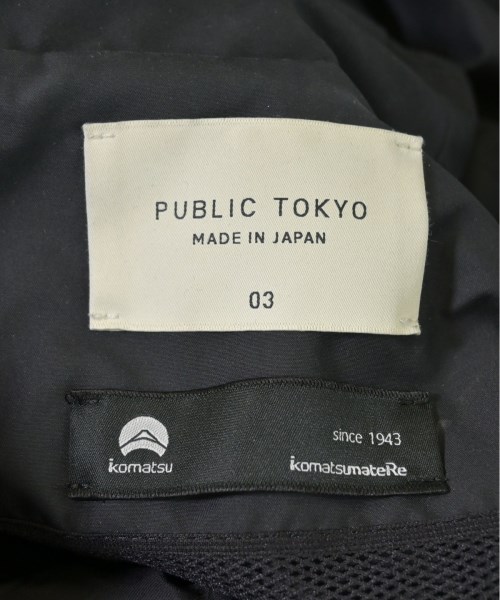 PUBLIC TOKYO
MADE IN JAPAN
03
komatsu
since 1943
komatsumateRe